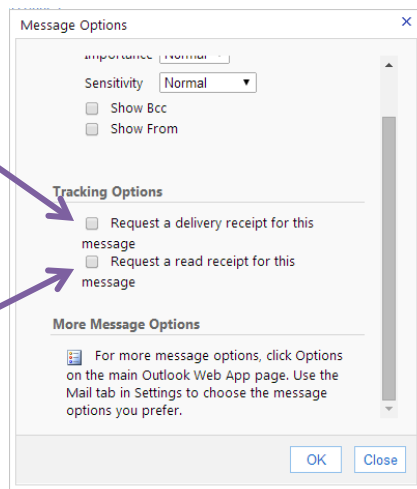 Message Options
Importance Normal
Sensitivity Normal
Show Bcc
Show From
Tracking Options
Request a delivery receipt for this
message
Request a read receipt for this
message
More Message Options
For more message options, click Options
on the main Outlook Web App page. Use the
Mail tab in Settings to choose the message
options you prefer.
OK Close